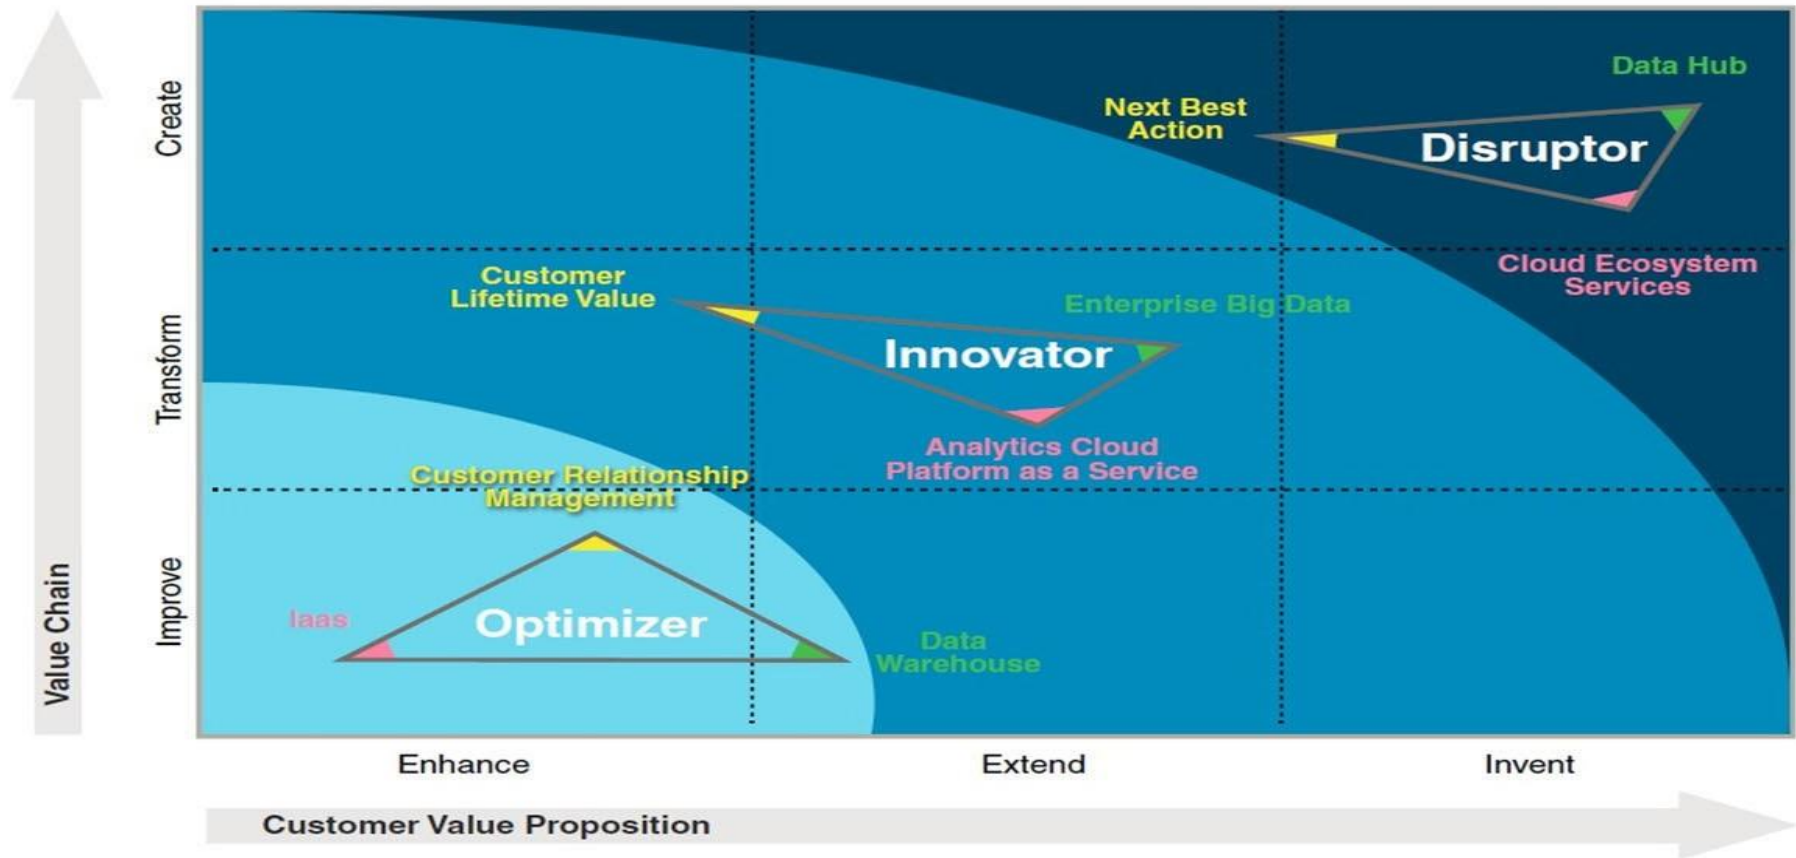 Data Hub
Next Best
Action
Disruptor
Create
Cloud Ecosystem
Services
Customer
Lifetime Value
Enterprise Big Data
Innovator
Transform
Analytics Cloud
Platform as a Service
Customer Relationship
Management
Iaas
Optimizer
Data
Warehouse
Improve
Value Chain
Enhance
Extend
Invent
Customer Value Proposition